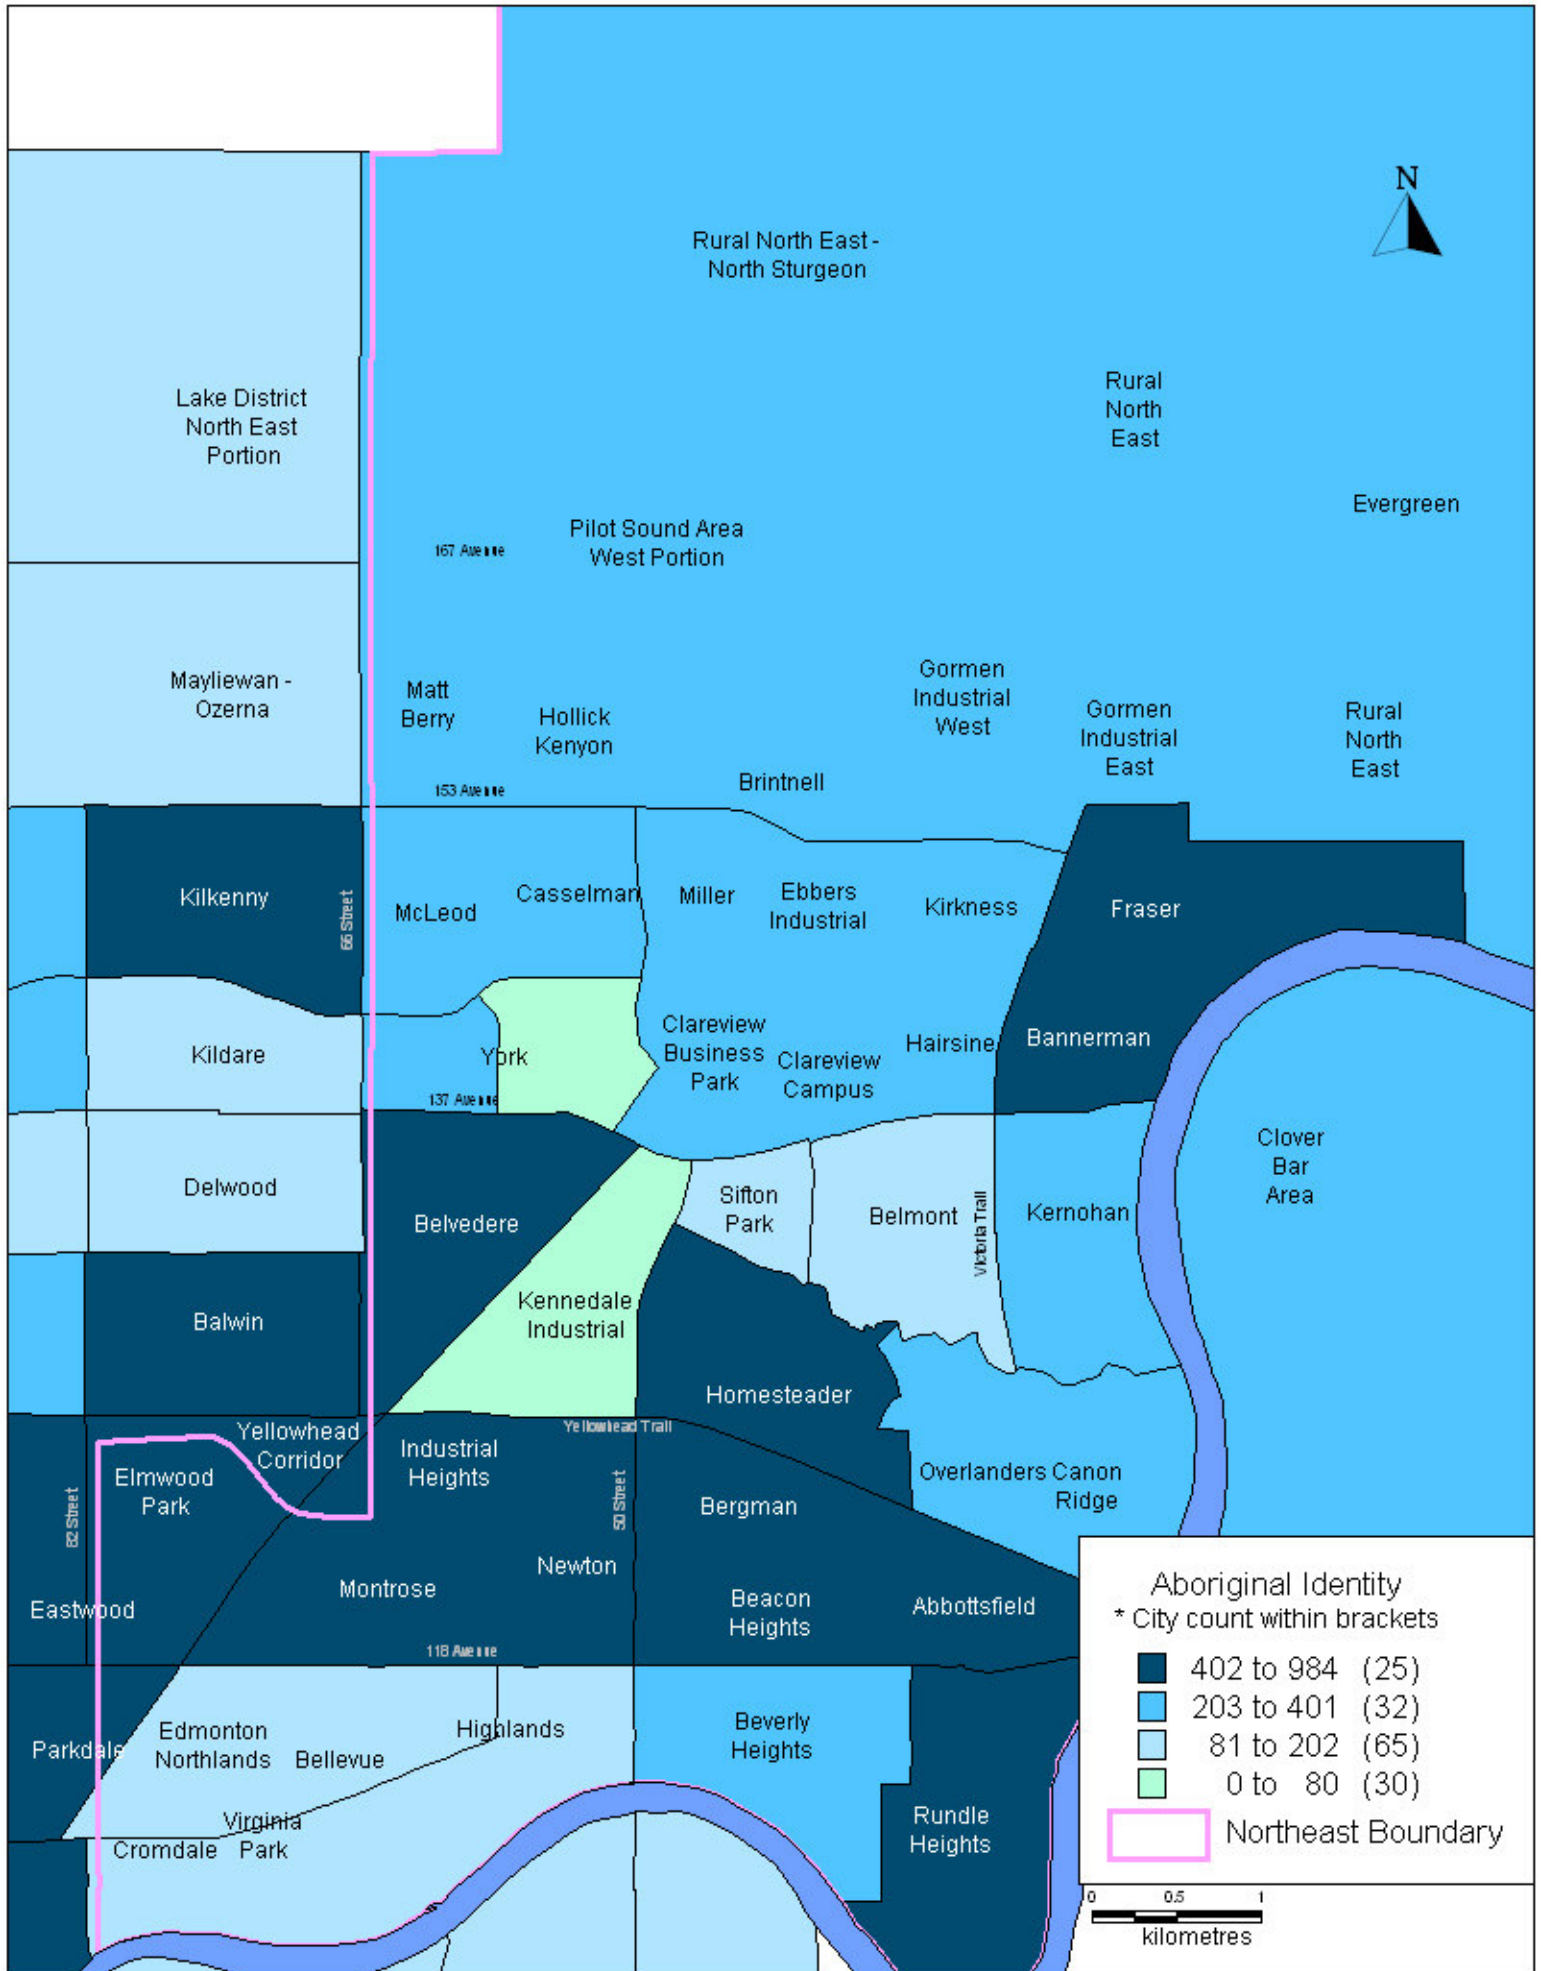 N
Rural North East -
North Sturgeon
Rural
North
East
Lake District
North East
Portion
Evergreen
167 Avenue
Pilot Sound Area
West Portion
Mayliewan -
Ozerna
Matt
Berry
Hollick
Kenyon
Gormen
Industrial
West
Gormen
Industrial
East
Rural
North
East
153 Avenue
Brintnell
Kilkenny
66 Street
McLeod
Casselman
Miller
Ebbers
Industrial
Kirkness
Fraser
Kildare
York
Clareview
Business
Park
Clareview
Campus
Hairsine
Bannerman
137 Avenue
Delwood
Belvedere
Sifton
Park
Belmont
Victoria Trail
Kernohan
Clover
Bar
Area
Balwin
Kennedale
Industrial
Homesteader
Yellowhead
Corridor
Yellowhead Trail
Industrial
Heights
Elmwood
Park
82 Street
50 Street
Bergman
Overlanders Canon
Ridge
Newton
Montrose
Eastwood
Beacon
Heights
Abbottsfield
118 Avenue
Parkdale
Edmonton
Northlands
Bellevue
Highlands
Beverly
Heights
Virginia
Park
Cromdale
Rundle
Heights
Aboriginal Identity
* City count within brackets
402 to 984 (25)
203 to 401 (32)
81 to 202 (65)
0 to 80 (30)
Northeast Boundary
0 0.5 1
kilometres